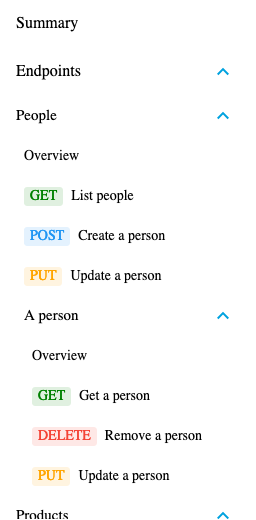 Summary
Endpoints
People
Overview
GET List people
POST Create a person
PUT Update a person
A person
Overview
GET Get a person
DELETE Remove a person
PUT Update a person
Products